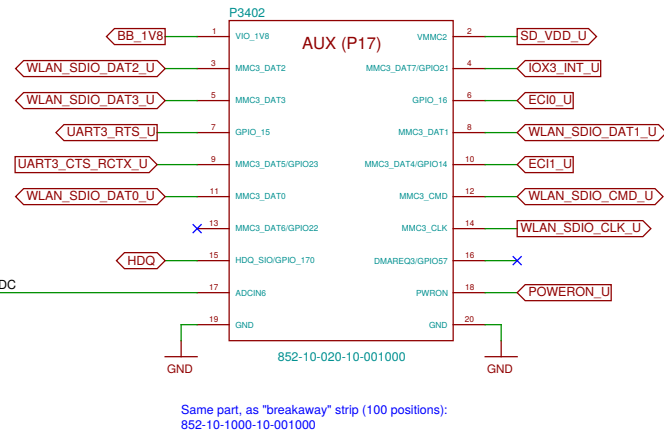 P3402
AUX (P17)
BB_1V8 1 VIO_1V8 VMMC2 2 SD_VDD_U
WLAN_SDIO_DAT2_U 3 MMC3_DAT2 MMC3_DAT7/GPIO21 4 IOX3_INT_U
WLAN_SDIO_DAT3_U 5 MMC3_DAT3 GPIO_16 6 ECI0_U
UART3_RTS_U 7 GPIO_15 MMC3_DAT1 8 WLAN_SDIO_DAT1_U
UART3_CTS_RCTX_U 9 MMC3_DAT5/GPIO23 MMC3_DAT4/GPIO14 10 ECI1_U
WLAN_SDIO_DAT0_U 11 MMC3_DAT0 MMC3_CMD 12 WLAN_SDIO_CMD_U
13 MMC3_DAT6/GPIO22 MMC3_CLK 14 WLAN_SDIO_CLK_U
HDQ 15 HDQ_SIO/GPIO_170 DMAREQ3/GPIO57 16
DC 17 ADCIN6 PWRON 18 POWERON_U
19 GND GND 20
GND 852-10-020-10-001000 GND
Same part, as "breakaway" strip (100 positions):
852-10-1000-10-001000